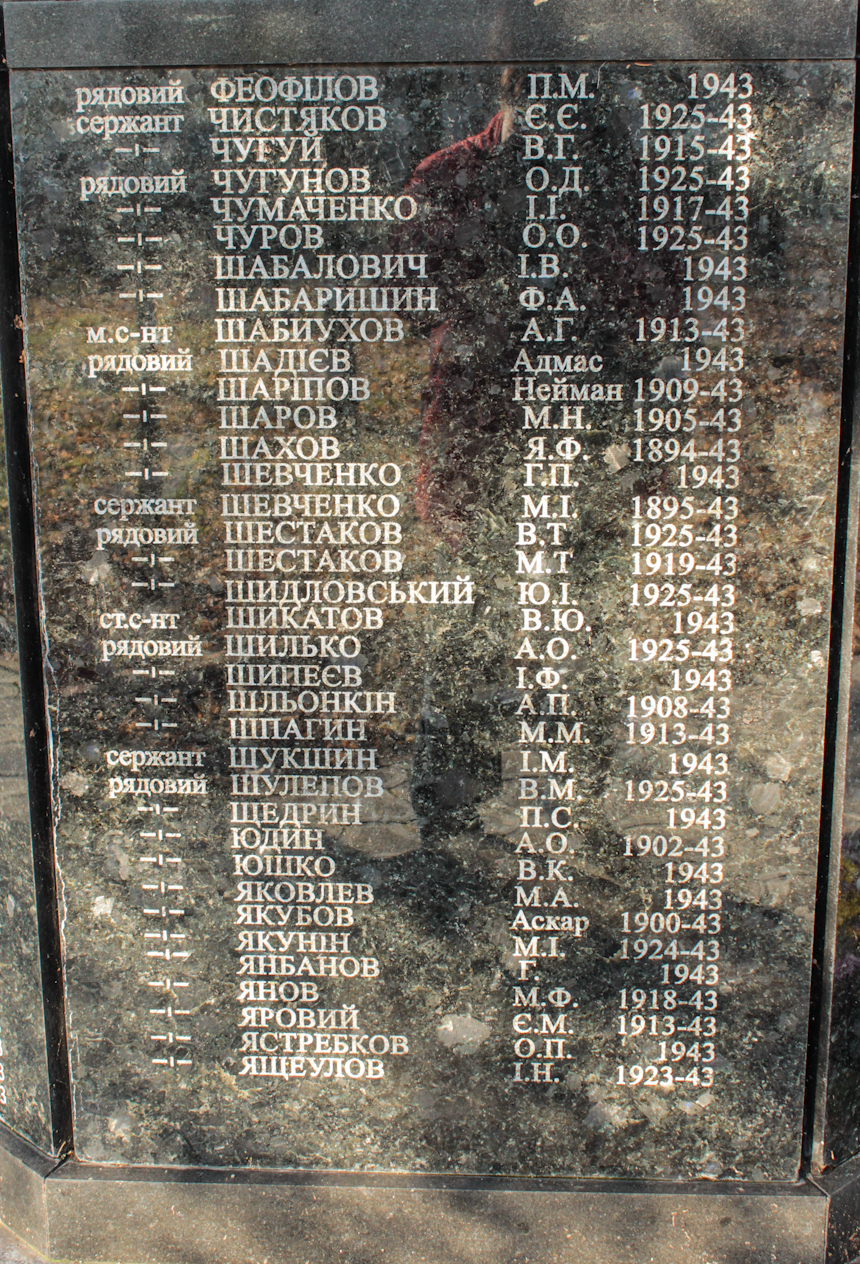 рядовий ФЕОФІЛОВ П.М. 1943
сержант ЧИСТЯКОВ Є.Є. 1925-43
–ı– ЧУГУЙ В.Г. 1915-43
рядовий ЧУГУНОВ О.Д. 1925-43
–ı– ЧУМАЧЕНКО І.І. 1917-43
–ı– ЧУРОВ О.О. 1925-43
–ı– ШАБАЛОВИЧ І.В. 1943
–ı– ШАБАРИШИН Ф.А. 1943
м.с-нт ШАБИУХОВ А.Г. 1913-43
рядовий ШАДІЄВ Адмас 1943
–ı– ШАРІПОВ Нейман 1909-43
–ı– ШАРОВ М.Н. 1905-43
–ı– ШАХОВ Я.Ф. 1894-43
–ı– ШЕВЧЕНКО Г.П. 1943
сержант ШЕВЧЕНКО М.І. 1895-43
рядовий ШЕСТАКОВ В.Т 1925-43
–ı– ШЕСТАКОВ М.Т 1919-43
–ı– ШИДЛОВСЬКИЙ Ю.І. 1925-43
ст.с-нт ШИКАТОВ В.Ю. 1943
рядовий ШИЛЬКО А.О. 1925-43
–ı– ШИПЕЄВ І.Ф. 1943
–ı– ШЛЬОНКІН А.П. 1908-43
–ı– ШПАГИН М.М. 1913-43
сержант ШУКШИН І.М. 1943
рядовий ШУЛЕПОВ В.М. 1925-43
–ı– ЩЕДРИН П.С. 1943
–ı– ЮДИН А.О. 1902-43
–ı– ЮШКО В.К. 1943
–ı– ЯКОВЛЕВ М.А. 1943
–ı– ЯКУБОВ Аскар 1900-43
–ı– ЯКУНІН М.І. 1924-43
–ı– ЯНБАНОВ Г. 1943
–ı– ЯНОВ М.Ф. 1918-43
–ı– ЯРОВИЙ Є.М. 1913-43
–ı– ЯСТРЕБКОВ О.П. 1943
–ı– ЯЩЕУЛОВ І.Н. 1923-43